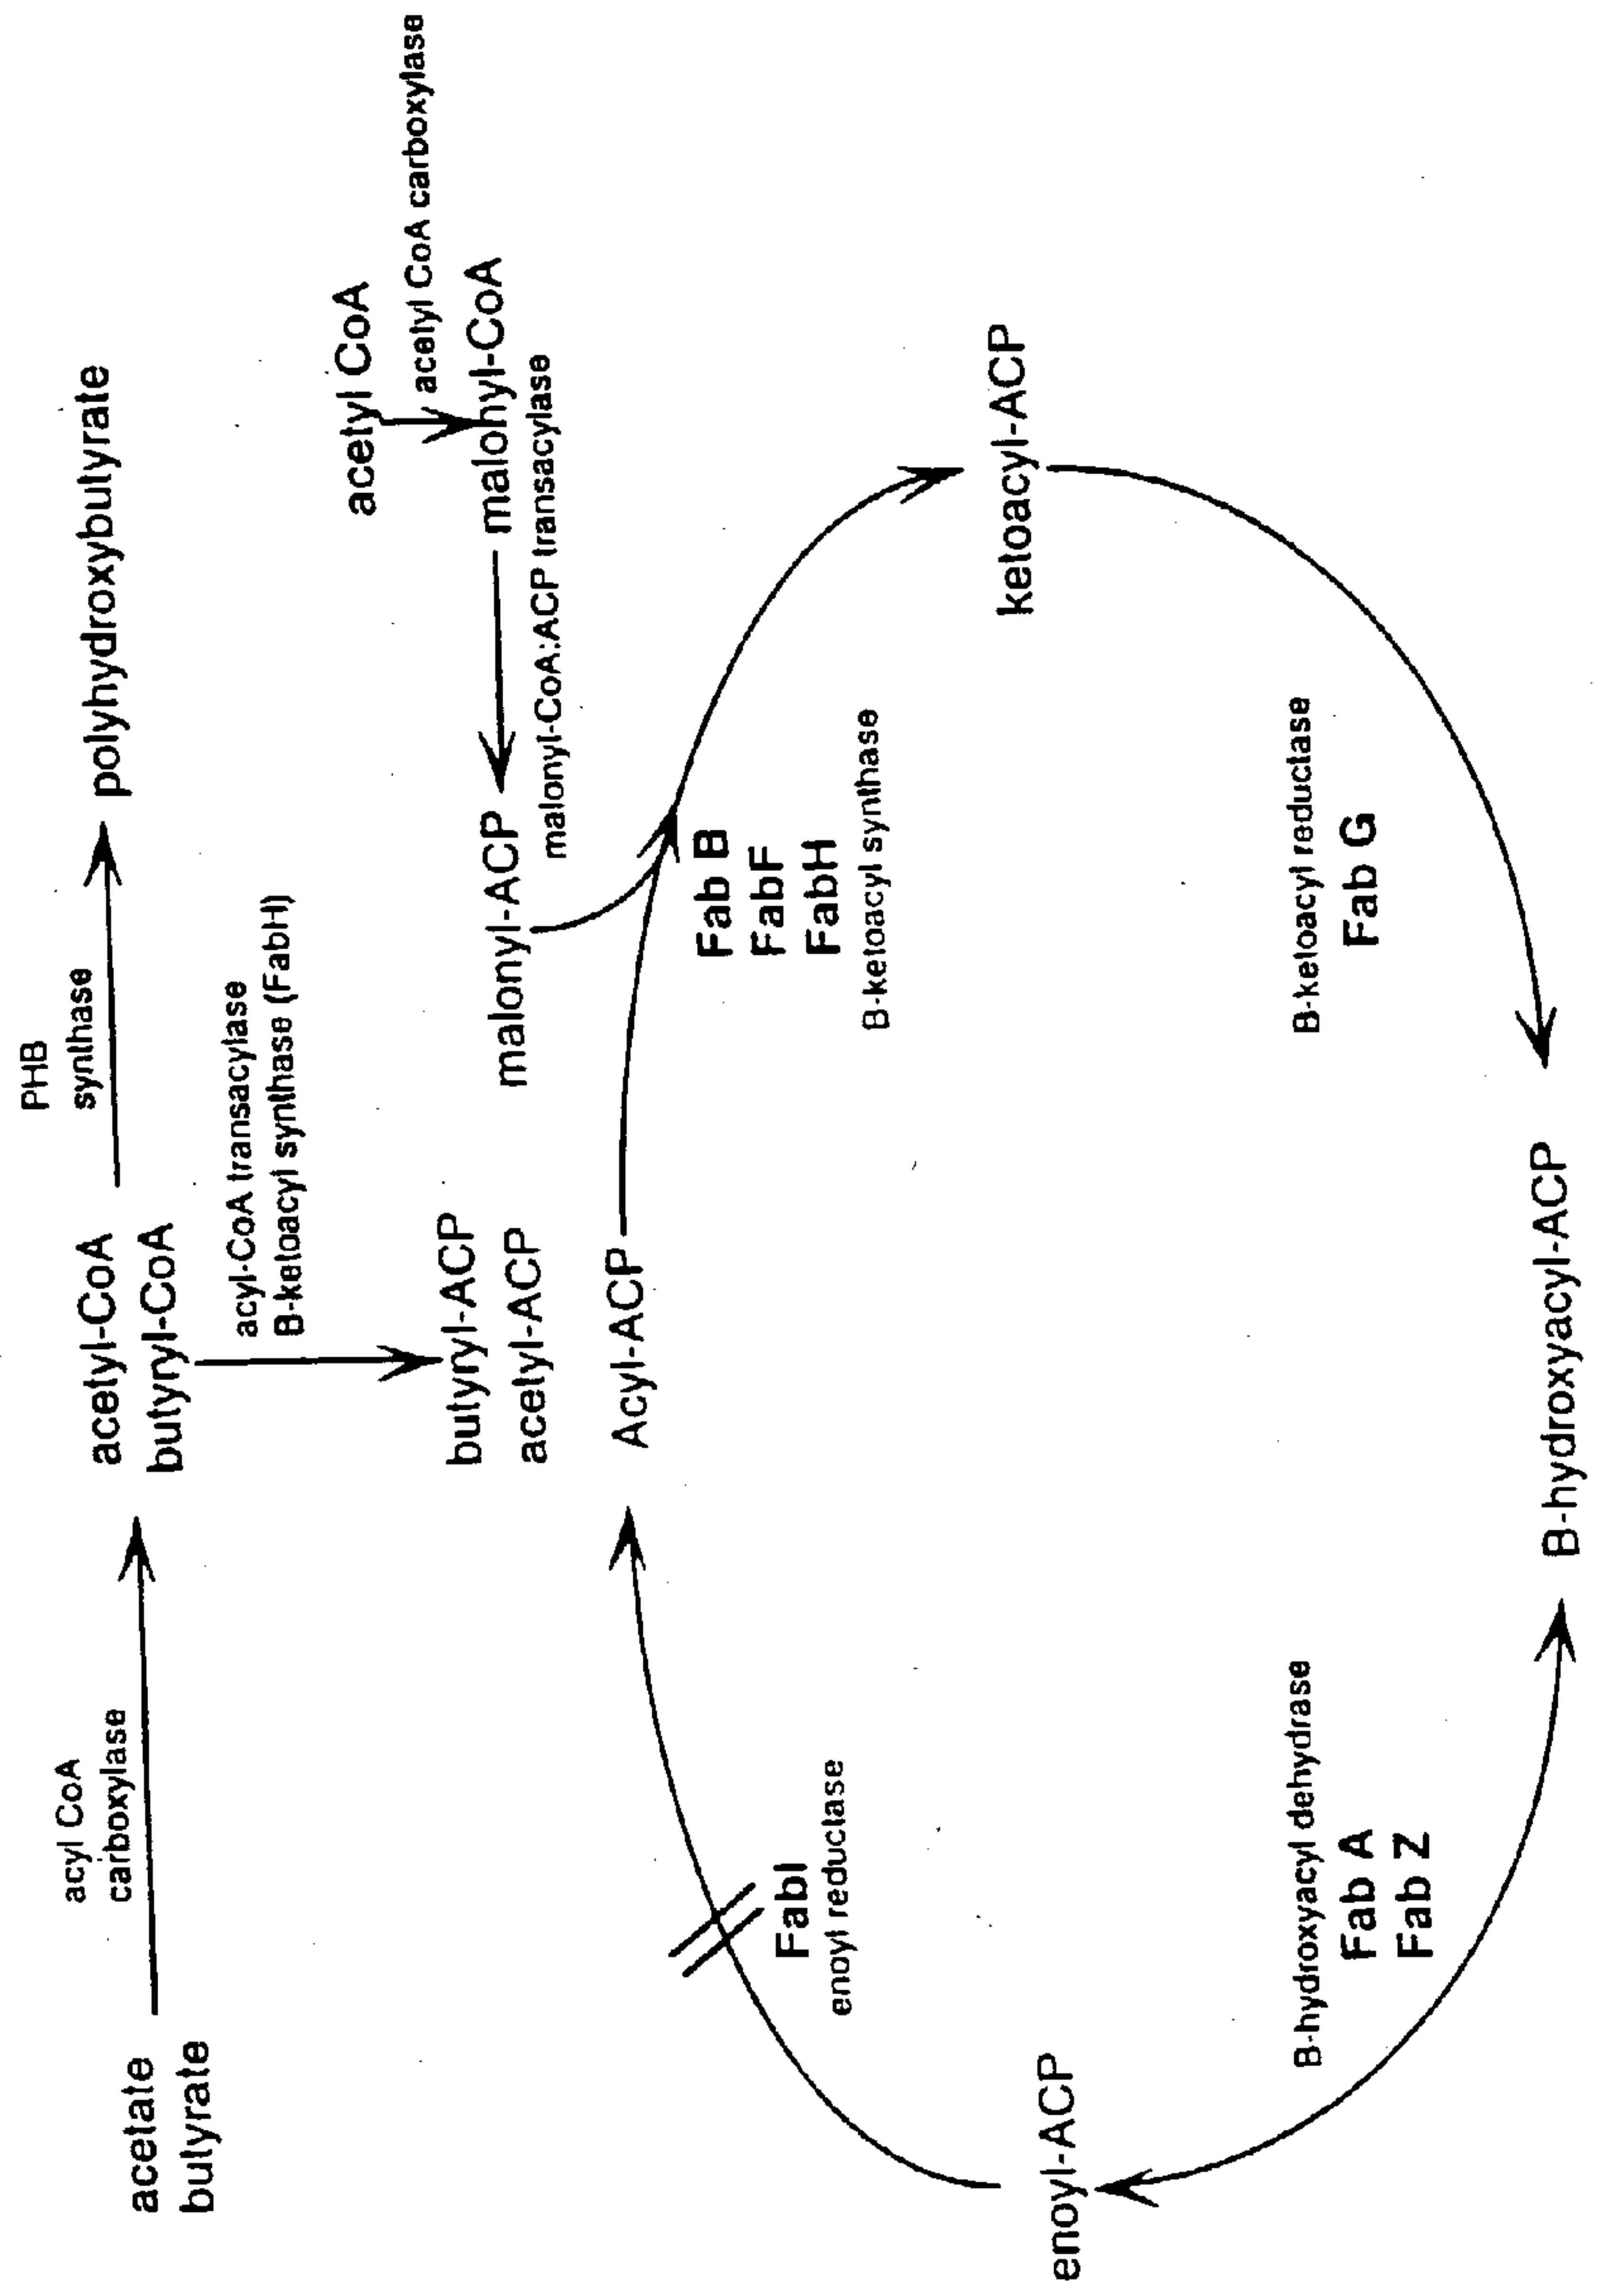 acetate
butyrate
acyl CoA
carboxylase
acetyl-CoA
butyryl-CoA
PHB
synthase
polyhydroxybutyrate
acyl-CoA transacylase
B-ketoacyl synthase (FabH)
butyryl-ACP
acetyl-ACP
acetyl CoA
acetyl CoA carboxylase
malonyl-CoA
malonyl-CoA:ACP transacylase
malonyl-ACP
Acyl-ACP
Fab B
FabF
FabH
B-ketoacyl synthase
ketoacyl-ACP
B-ketoacyl reductase
Fab G
B-hydroxyacyl-ACP
B-hydroxyacyl dehydrase
Fab A
Fab Z
enoyl-ACP
FabI
enoyl reductase